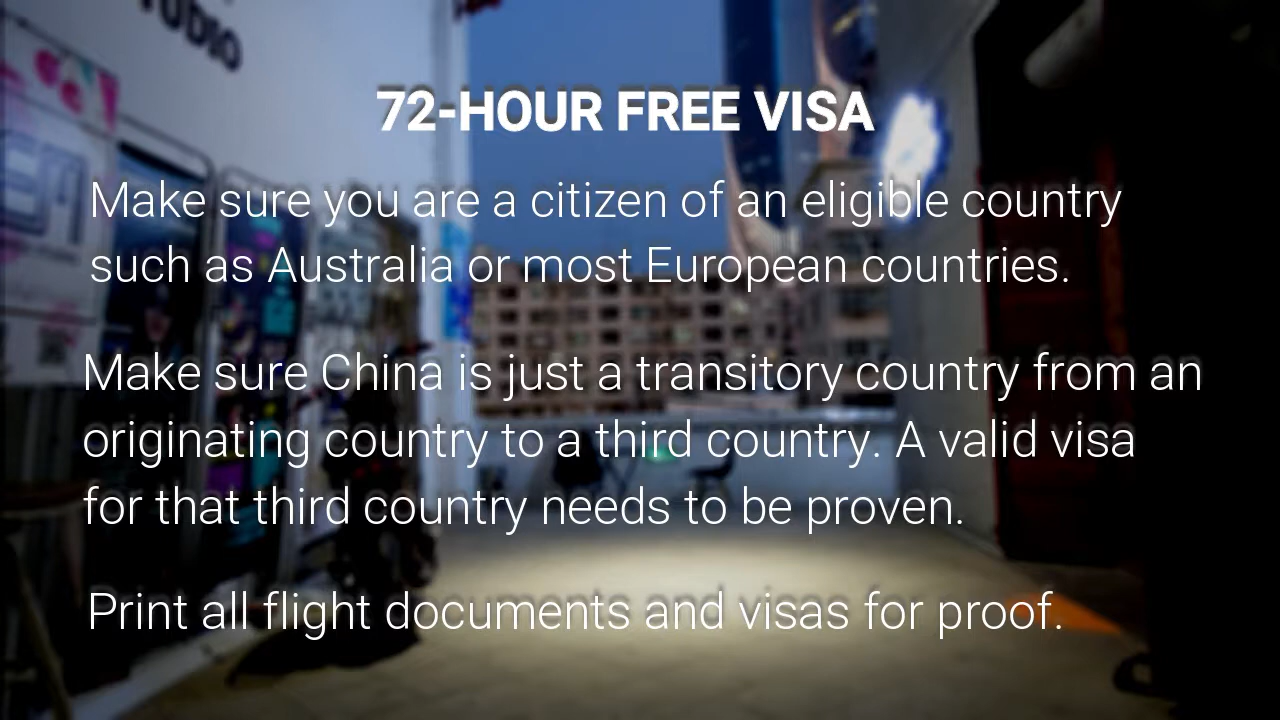 TUDIO
72-HOUR FREE VISA
Make sure you are a citizen of an eligible country
such as Australia or most European countries.
Make sure China is just a transitory country from an
originating country to a third country. A valid visa
for that third country needs to be proven.
Print all flight documents and visas for proof.